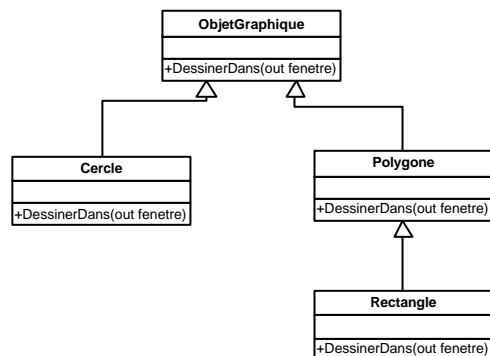 ObjetGraphique
+DessinerDans(out fenetre)
Cercle
+DessinerDans(out fenetre)
Polygone
+DessinerDans(out fenetre)
Rectangle
+DessinerDans(out fenetre)